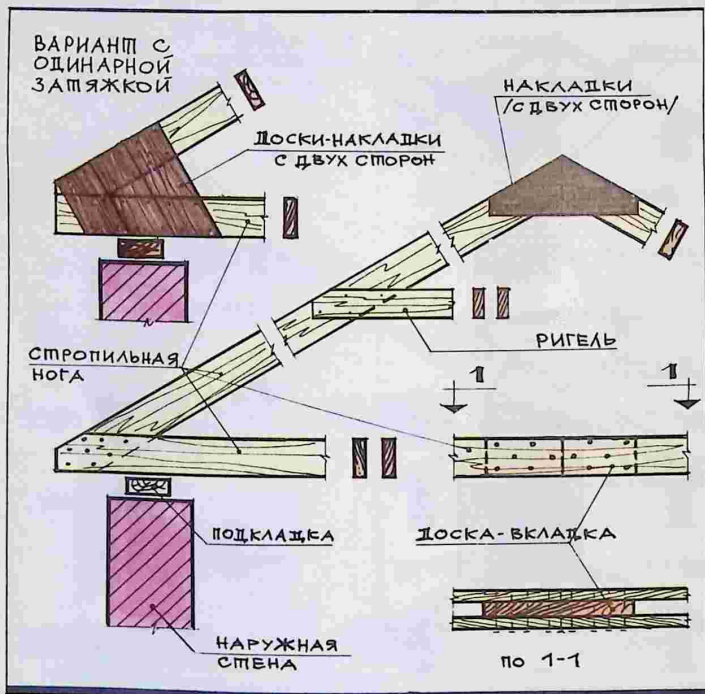 ВАРИАНТ С
ОДИНАРНОЙ
ЗАТЯЖКОЙ
НАКЛАДКИ
/С ДВУХ СТОРОН/
ДОСКИ-НАКЛАДКИ
С ДВУХ СТОРОН
СТРОПИЛЬНАЯ
НОГА
РИГЕЛЬ
1 1
ПОДКЛАДКА
ДОСКА-ВКЛАДКА
НАРУЖНАЯ
СТЕНА
по 1-1